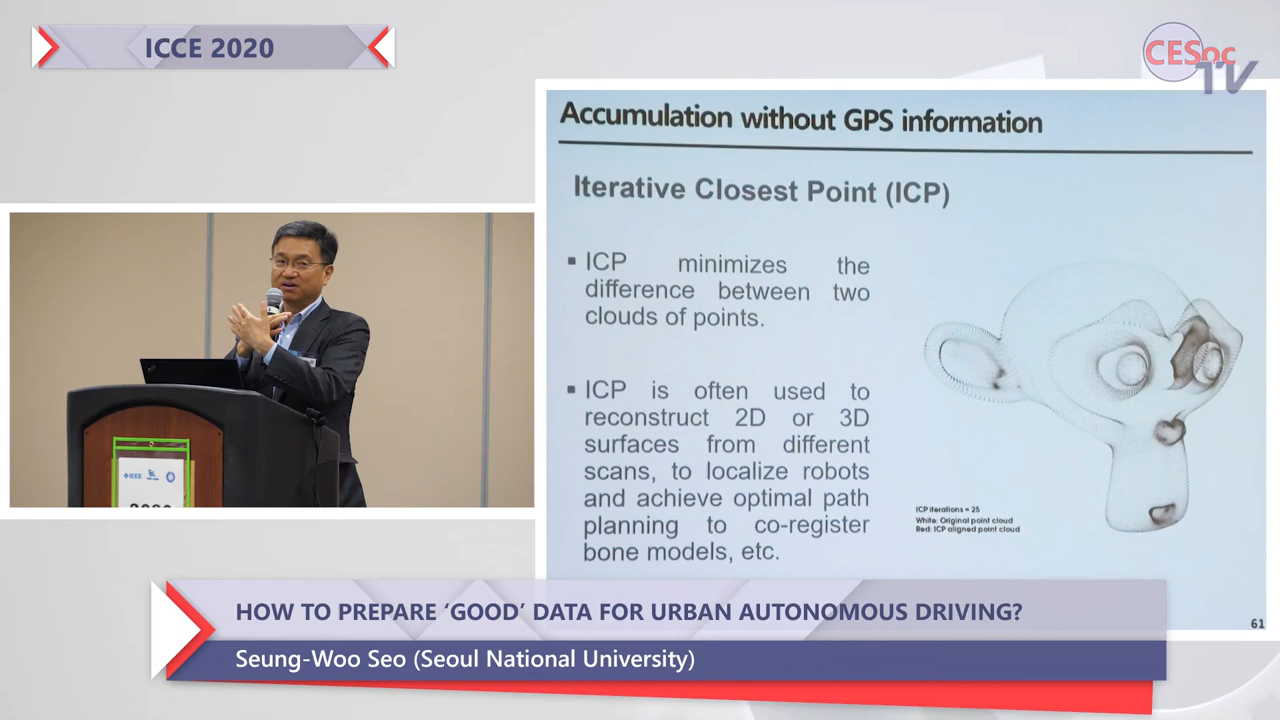 ICCE 2020
CESoc
TV
Accumulation without GPS information
Iterative Closest Point (ICP)
▪ ICP minimizes the
difference between two
clouds of points.
▪ ICP is often used to
reconstruct 2D or 3D
surfaces from different
scans, to localize robots
and achieve optimal path
planning to co-register
bone models, etc.
ICP iterations = 25
White: Original point cloud
Red: ICP aligned point cloud
61
IEEE
HOW TO PREPARE ‘GOOD’ DATA FOR URBAN AUTONOMOUS DRIVING?
Seung-Woo Seo (Seoul National University)